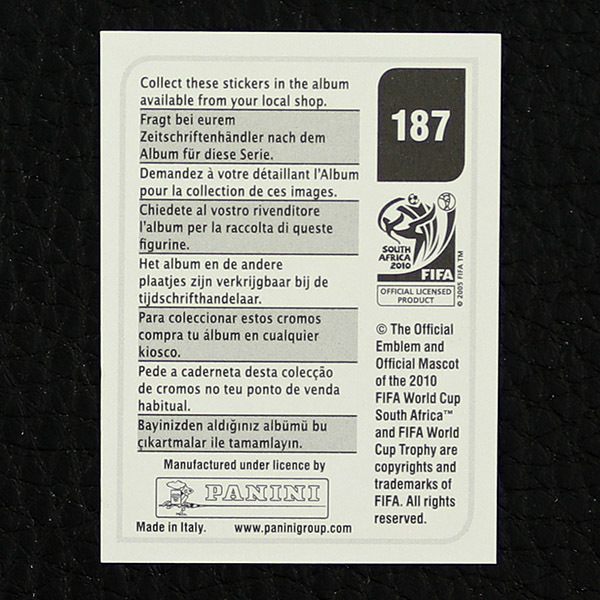 Collect these stickers in the album
available from your local shop.
Fragt bei eurem
Zeitschriftenhändler nach dem
Album für diese Serie.
Demandez à votre détaillant l'Album
pour la collection de ces images.
Chiedete al vostro rivenditore
l'album per la raccolta di queste
figurine.
Het album en de andere
plaatjes zijn verkrijgbaar bij de
tijdschrifthandelaar.
Para coleccionar estos cromos
compra tu álbum en cualquier
kiosco.
Pede a caderneta desta colecção
de cromos no teu ponto de venda
habitual.
Bayinizden aldığınız albümü bu
çıkartmalar ile tamamlayın.
Manufactured under licence by
PANINI
Made in Italy. www.paninigroup.com
187
SOUTH
AFRICA
2010
FIFA
OFFICIAL LICENSED
PRODUCT
© 2005 FIFA ™
© The Official
Emblem and
Official Mascot
of the 2010
FIFA World Cup
South Africa™
and FIFA World
Cup Trophy are
copyrights and
trademarks of
FIFA. All rights
reserved.